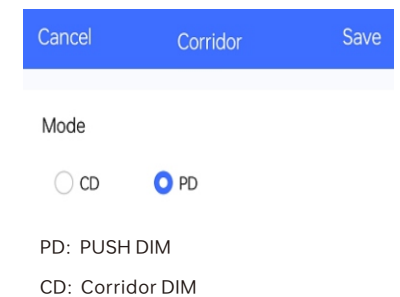 Cancel Corridor Save
Mode
CD PD
PD: PUSH DIM
CD: Corridor DIM